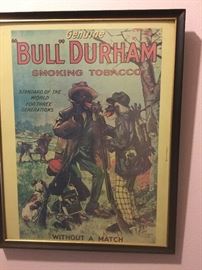 Genuine
"BULL" DURHAM
SMOKING TOBACCO
STANDARD OF THE
WORLD
FOR THREE
GENERATIONS
WITHOUT A MATCH